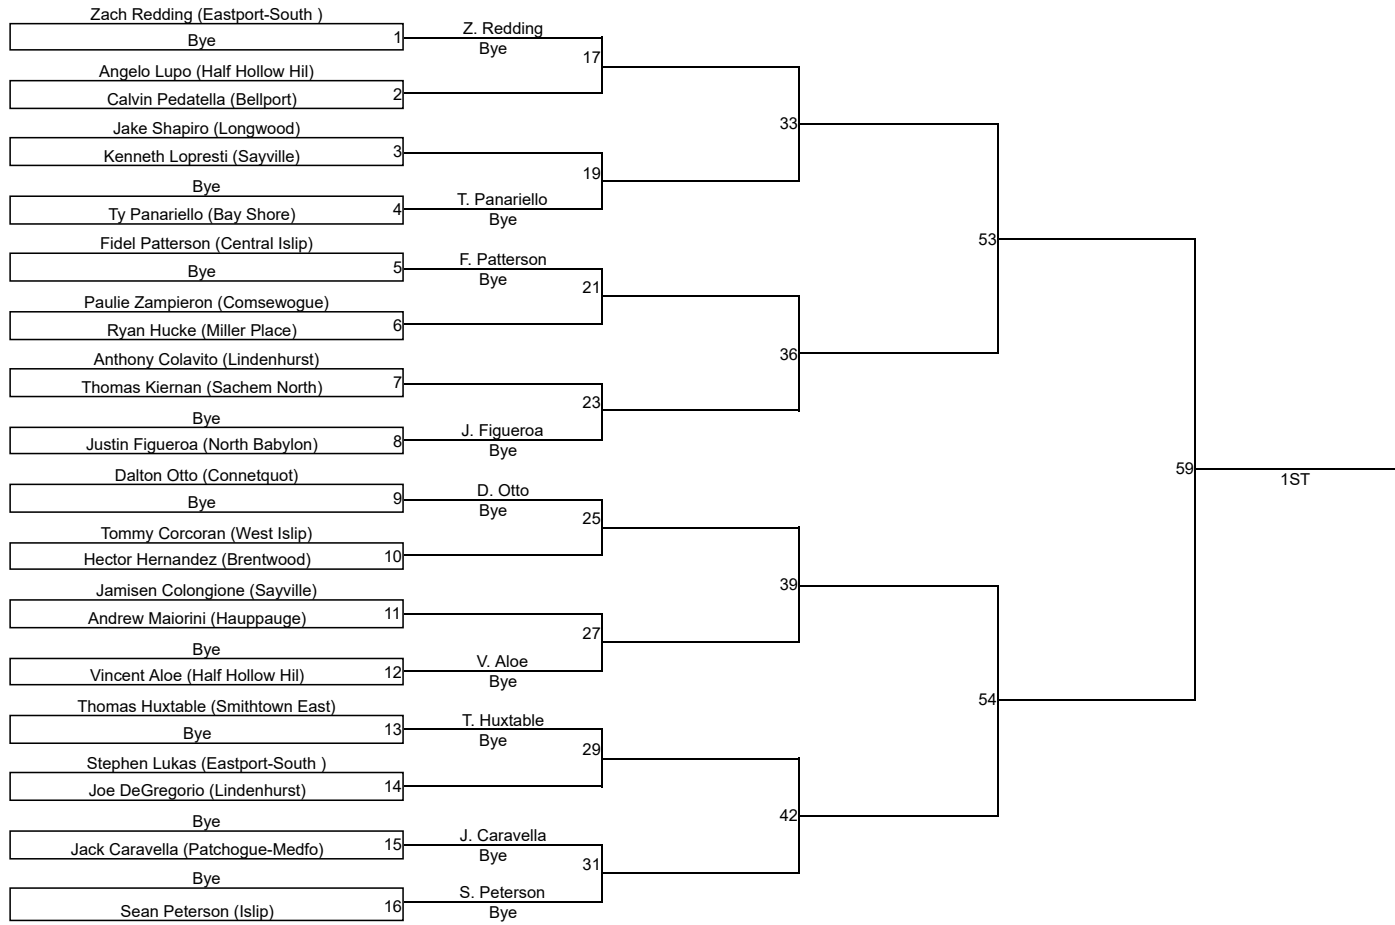 Zach Redding (Eastport-South )
Bye
1
Z. Redding
Bye
17
Angelo Lupo (Half Hollow Hil)
Calvin Pedatella (Bellport)
2
33
Jake Shapiro (Longwood)
Kenneth Lopresti (Sayville)
3
19
Bye
Ty Panariello (Bay Shore)
4
T. Panariello
Bye
53
Fidel Patterson (Central Islip)
Bye
5
F. Patterson
Bye
21
Paulie Zampieron (Comsewogue)
Ryan Hucke (Miller Place)
6
36
Anthony Colavito (Lindenhurst)
Thomas Kiernan (Sachem North)
7
23
Bye
Justin Figueroa (North Babylon)
8
J. Figueroa
Bye
59
1ST
Dalton Otto (Connetquot)
Bye
9
D. Otto
Bye
25
Tommy Corcoran (West Islip)
Hector Hernandez (Brentwood)
10
39
Jamisen Colongione (Sayville)
Andrew Maiorini (Hauppauge)
11
27
Bye
Vincent Aloe (Half Hollow Hil)
12
V. Aloe
Bye
54
Thomas Huxtable (Smithtown East)
Bye
13
T. Huxtable
Bye
29
Stephen Lukas (Eastport-South )
Joe DeGregorio (Lindenhurst)
14
42
Bye
Jack Caravella (Patchogue-Medfo)
15
J. Caravella
Bye
31
Bye
Sean Peterson (Islip)
16
S. Peterson
Bye